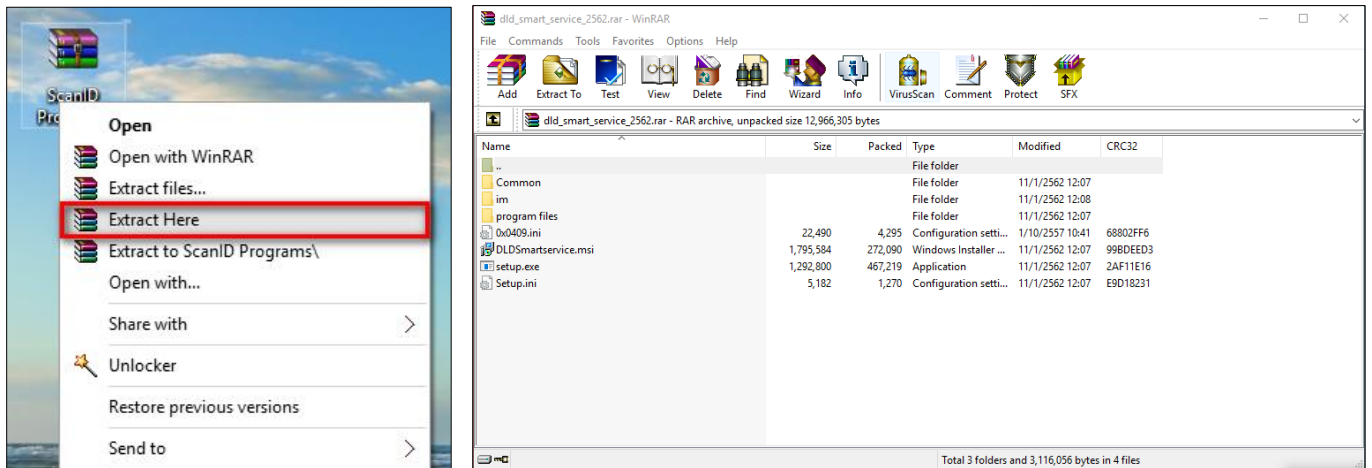 ScanID
Pro
Open
Open with WinRAR
Extract files...
Extract Here
Extract to ScanID Programs\
Open with...
Share with
Unlocker
Restore previous versions
Send to
dld_smart_service_2562.rar - WinRAR
File Commands Tools Favorites Options Help
Add Extract To Test View Delete Find Wizard Info VirusScan Comment Protect SFX
dld_smart_service_2562.rar - RAR archive, unpacked size 12,966,305 bytes
Name Size Packed Type Modified CRC32
.. File folder
Common File folder 11/1/2562 12:07
im File folder 11/1/2562 12:08
program files File folder 11/1/2562 12:07
0x0409.ini 22,490 4,295 Configuration setti... 1/10/2557 10:41 68802FF6
DLDSmartservice.msi 1,795,584 272,090 Windows Installer ... 11/1/2562 12:07 99BDEED3
setup.exe 1,292,800 467,219 Application 11/1/2562 12:07 2AF11E16
Setup.ini 5,182 1,270 Configuration setti... 11/1/2562 12:07 E9D18231
Total 3 folders and 3,116,056 bytes in 4 files